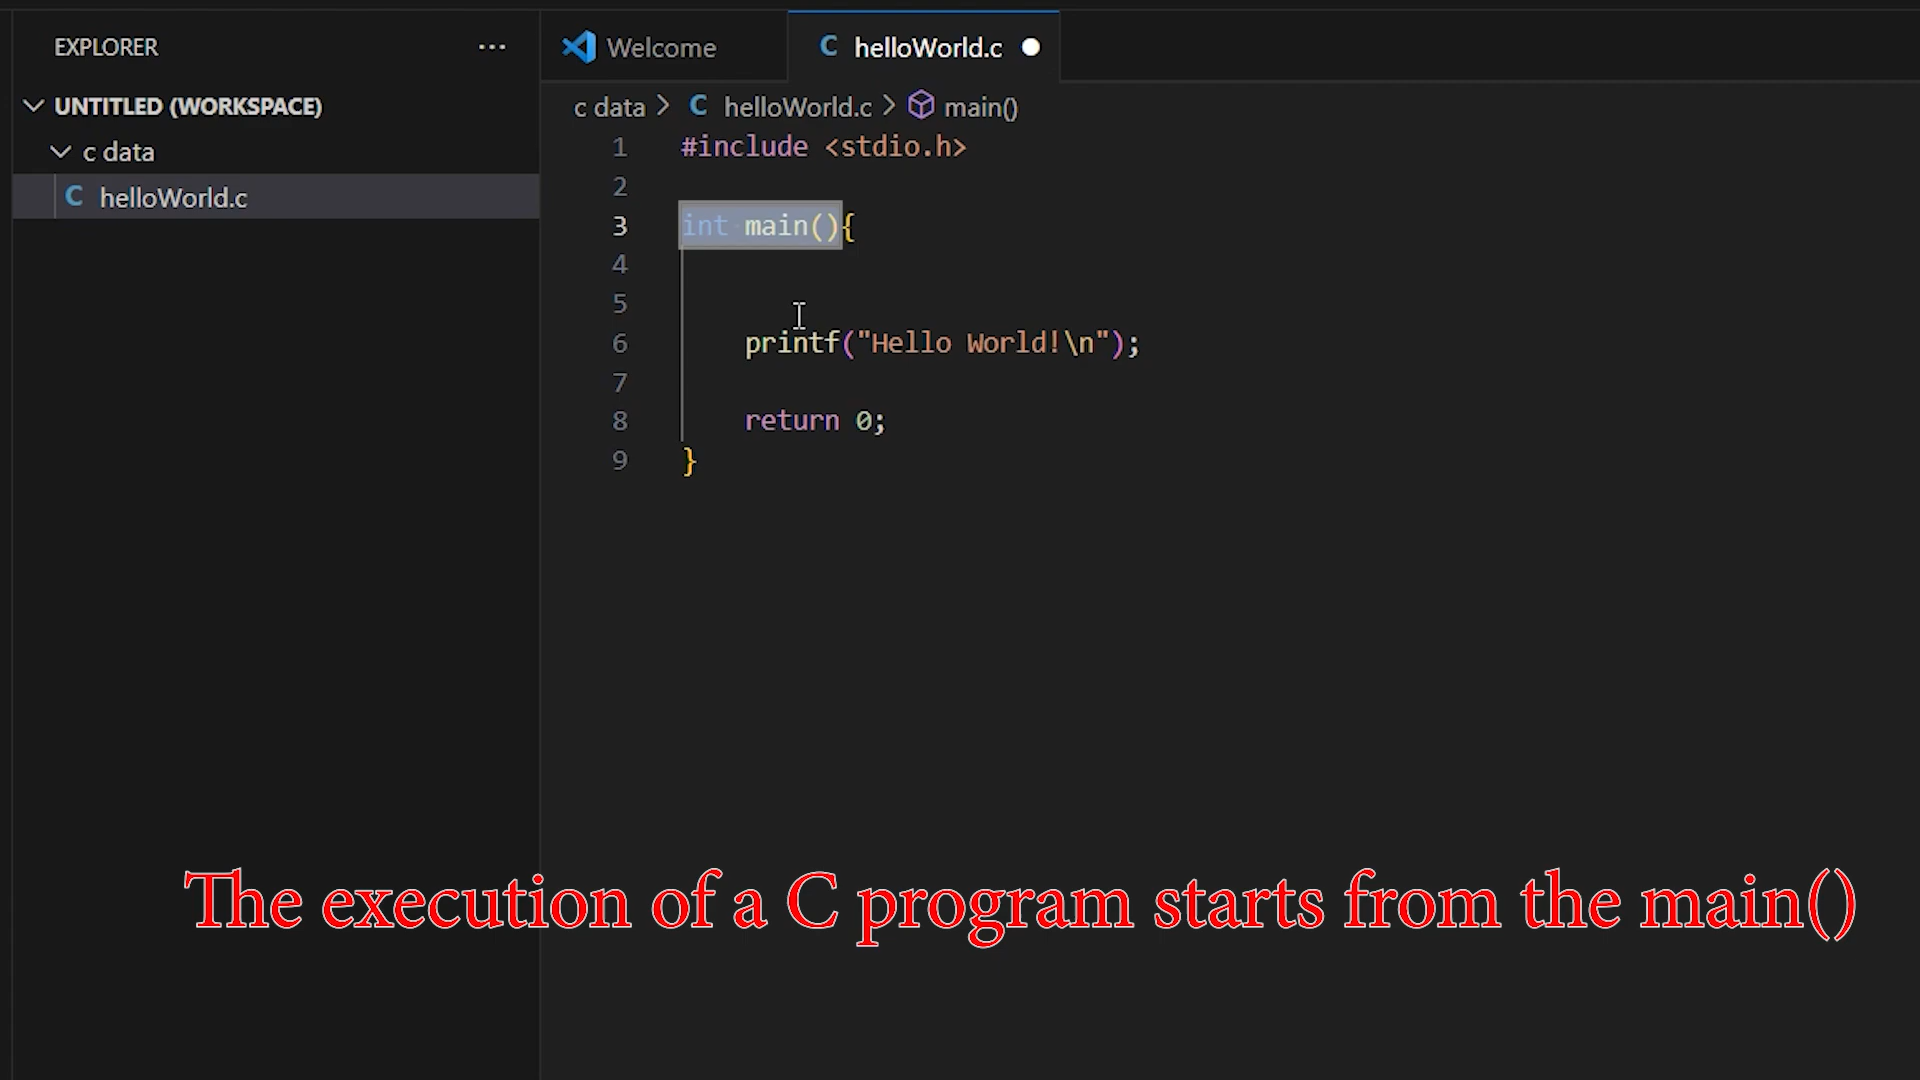 EXPLORER ···
Welcome
C helloWorld.c
UNTITLED (WORKSPACE)
c data
C helloWorld.c
c data > C helloWorld.c > main()
1 #include <stdio.h>
2
3 int main(){
4
5
6 printf("Hello World!\n");
7
8 return 0;
9 }
The execution of a C program starts from the main()